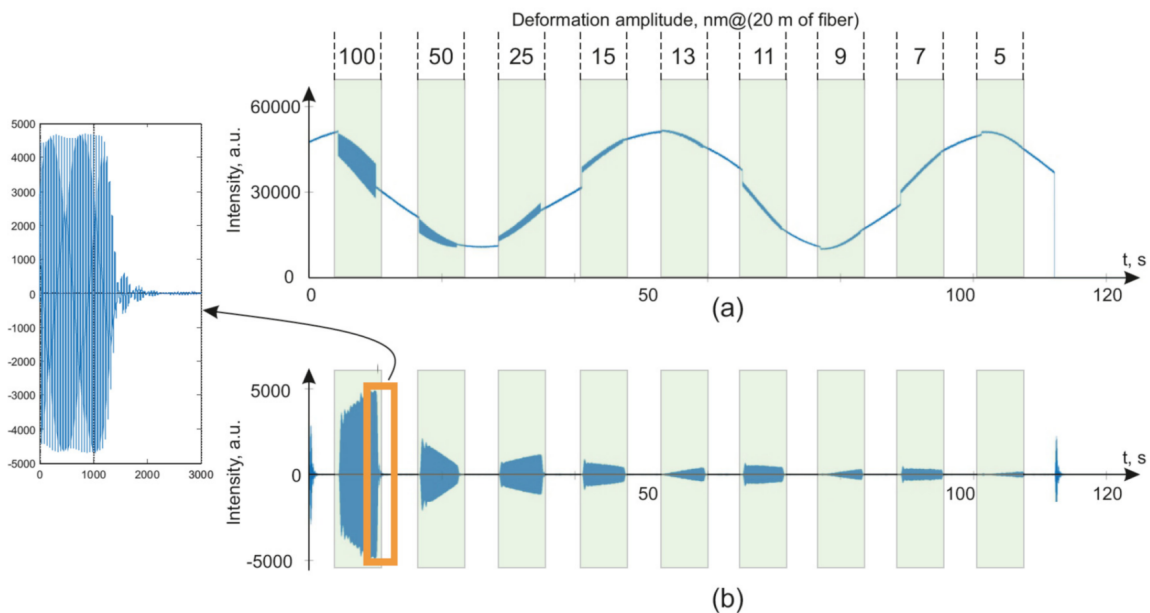 Deformation amplitude, nm@(20 m of fiber)
100 50 25 15 13 11 9 7 5
60000
30000
0
Intensity, a.u.
t, s
0 50 100 120
(a)
5000
4000
3000
2000
1000
0
-1000
-2000
-3000
-4000
-5000
0 1000 2000 3000
5000
0
-5000
Intensity, a.u.
t, s
50 100 120
(b)